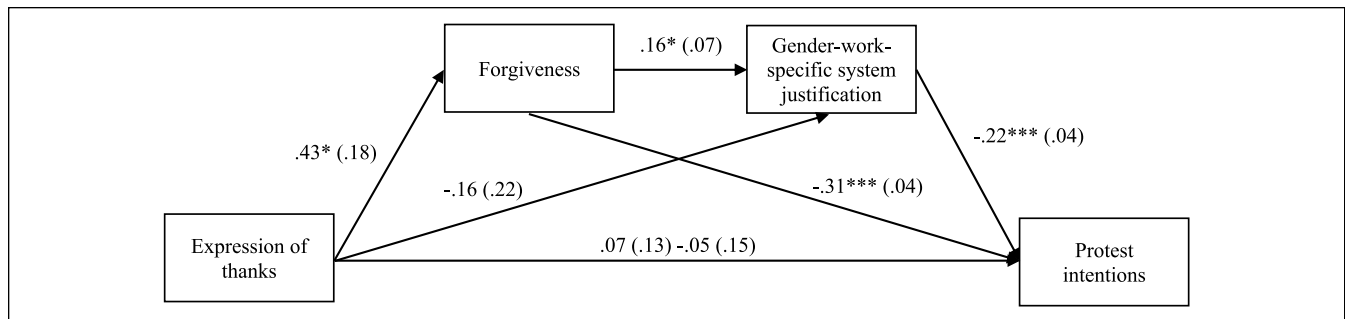 .16* (.07)
Forgiveness
Gender-work-
specific system
justification
.43* (.18)
-.16 (.22)
-.31*** (.04)
-.22*** (.04)
Expression of
thanks
.07 (.13) -.05 (.15)
Protest
intentions